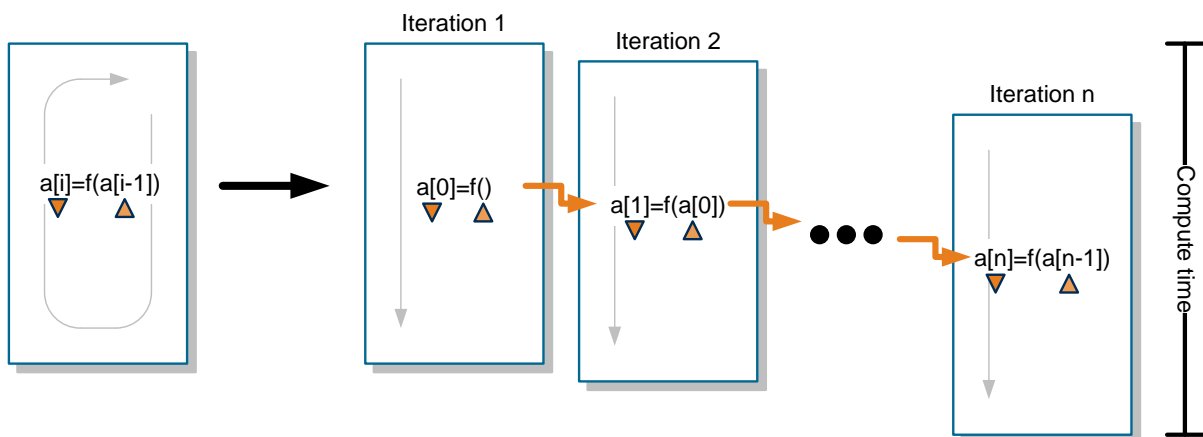 Iteration 1
Iteration 2
Iteration n
a[i]=f(a[i-1])
a[0]=f()
a[1]=f(a[0])
a[n]=f(a[n-1])
Compute time